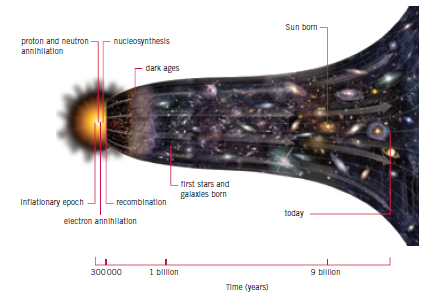 Sun born
proton and neutron
annihilation
nucleosynthesis
dark ages
first stars and
galaxies born
inflationary epoch
recombination
electron annihilation
today
300 000
1 billion
9 billion
Time (years)